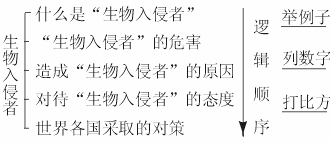 生物入侵者
什么是“生物入侵者”
“生物入侵者”的危害
造成“生物入侵者”的原因
对待“生物入侵者”的态度
世界各国采取的对策
逻辑顺序
举例子
列数字
打比方